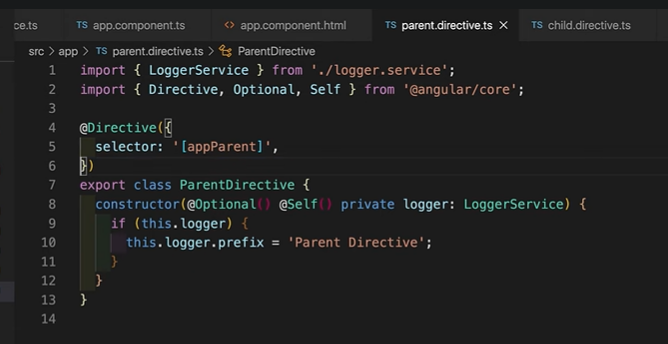 ce.ts TS app.component.ts <> app.component.html TS parent.directive.ts × TS child.directive.ts
src > app > TS parent.directive.ts > ParentDirective
1 import { LoggerService } from './logger.service';
2 import { Directive, Optional, Self } from '@angular/core';
3
4 @Directive({
5 selector: '[appParent]',
6 })
7 export class ParentDirective {
8 constructor(@Optional() @Self() private logger: LoggerService) {
9 if (this.logger) {
10 this.logger.prefix = 'Parent Directive';
11 }
12 }
13 }
14